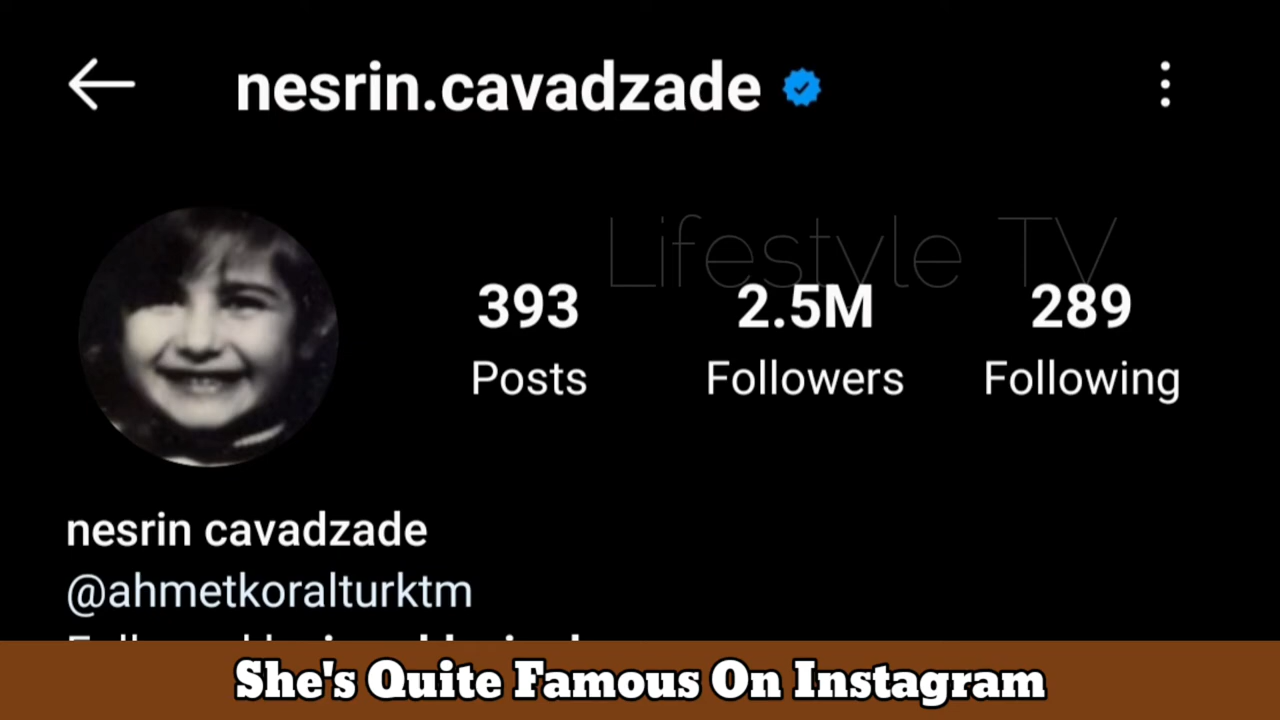 nesrin.cavadzade
Lifestyle TV
393 2.5M 289
Posts Followers Following
nesrin cavadzade
@ahmetkoralturktm
She's Quite Famous On Instagram